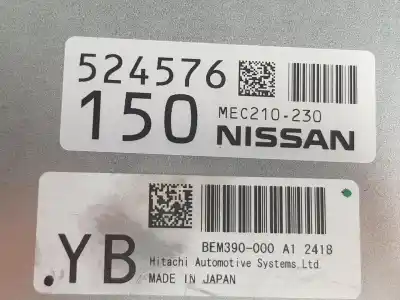 524576
150
MEC210-230
NISSAN
.YB
BEM390-000 A1 2418
Hitachi Automotive Systems,Ltd.
MADE IN JAPAN